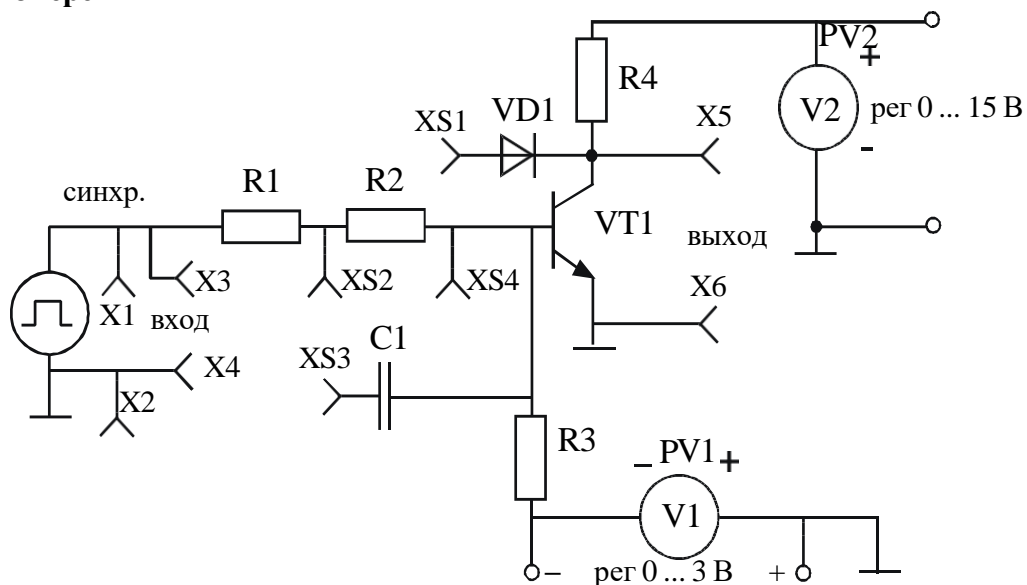 PV2
+
R4
V2
рег 0 ... 15 В
–
VD1
XS1
X5
R1
R2
синхр.
VT1
выход
X3
XS2
XS4
X1
вход
X6
C1
XS3
X4
X2
R3
– PV1 +
V1
– рег 0 ... 3 В +